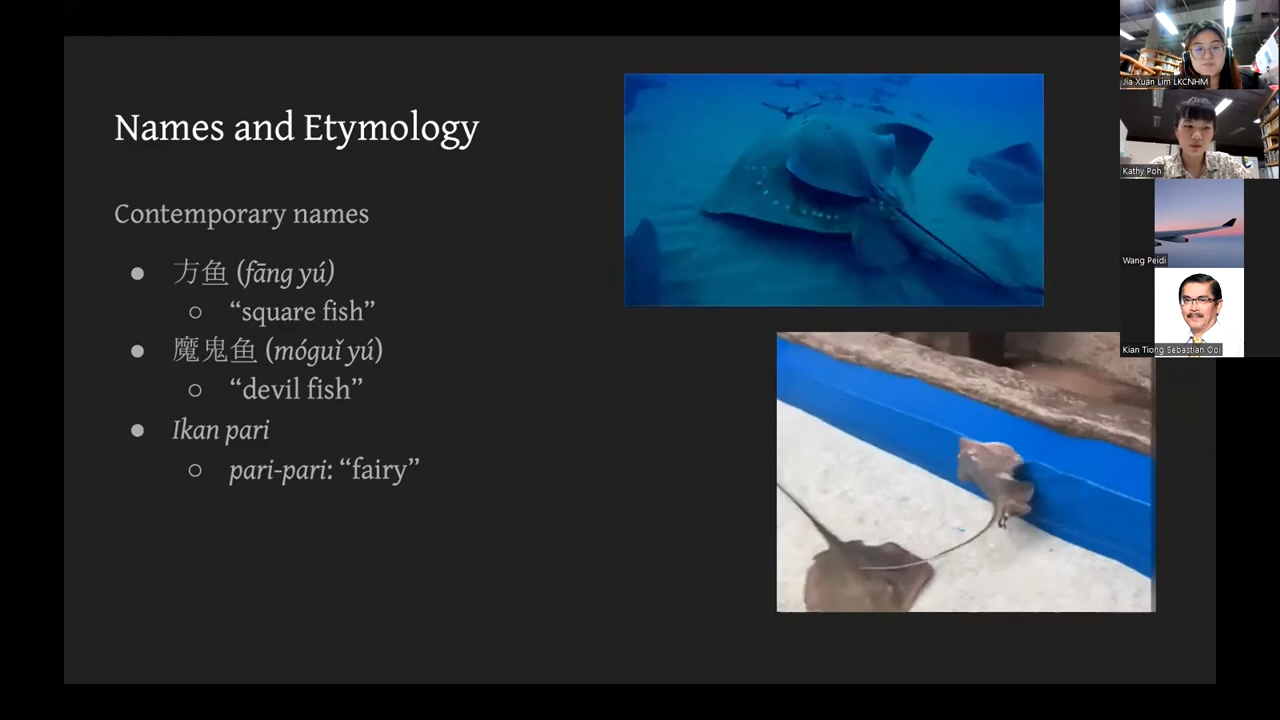 Names and Etymology
Contemporary names
● 方鱼 (fāng yú)
○ “square fish”
● 魔鬼鱼 (móguǐ yú)
○ “devil fish”
● Ikan pari
○ pari-pari: “fairy”
Jia Xuan Lim LKCNHM
Kathy Poh
Wang Peidi
Kian Tiong Sebastian Ooi